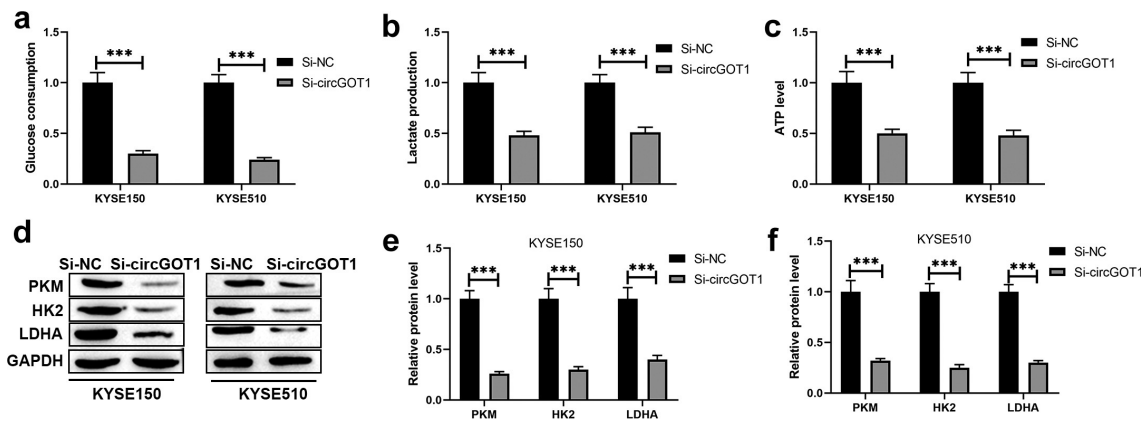 a
Glucose consumption
1.5
1.0
0.5
0.0
***
***
KYSE150
KYSE510
Si-NC
Si-circGOT1
b
Lactate production
1.5
1.0
0.5
0.0
***
***
KYSE150
KYSE510
Si-NC
Si-circGOT1
c
ATP level
1.5
1.0
0.5
0.0
***
***
KYSE150
KYSE510
Si-NC
Si-circGOT1
d
Si-NC Si-circGOT1 Si-NC Si-circGOT1
PKM
HK2
LDHA
GAPDH
KYSE150 KYSE510
e
KYSE150
Relative protein level
1.5
1.0
0.5
0.0
***
***
***
PKM HK2 LDHA
Si-NC
Si-circGOT1
f
KYSE510
Relative protein level
1.5
1.0
0.5
0.0
***
***
***
PKM HK2 LDHA
Si-NC
Si-circGOT1